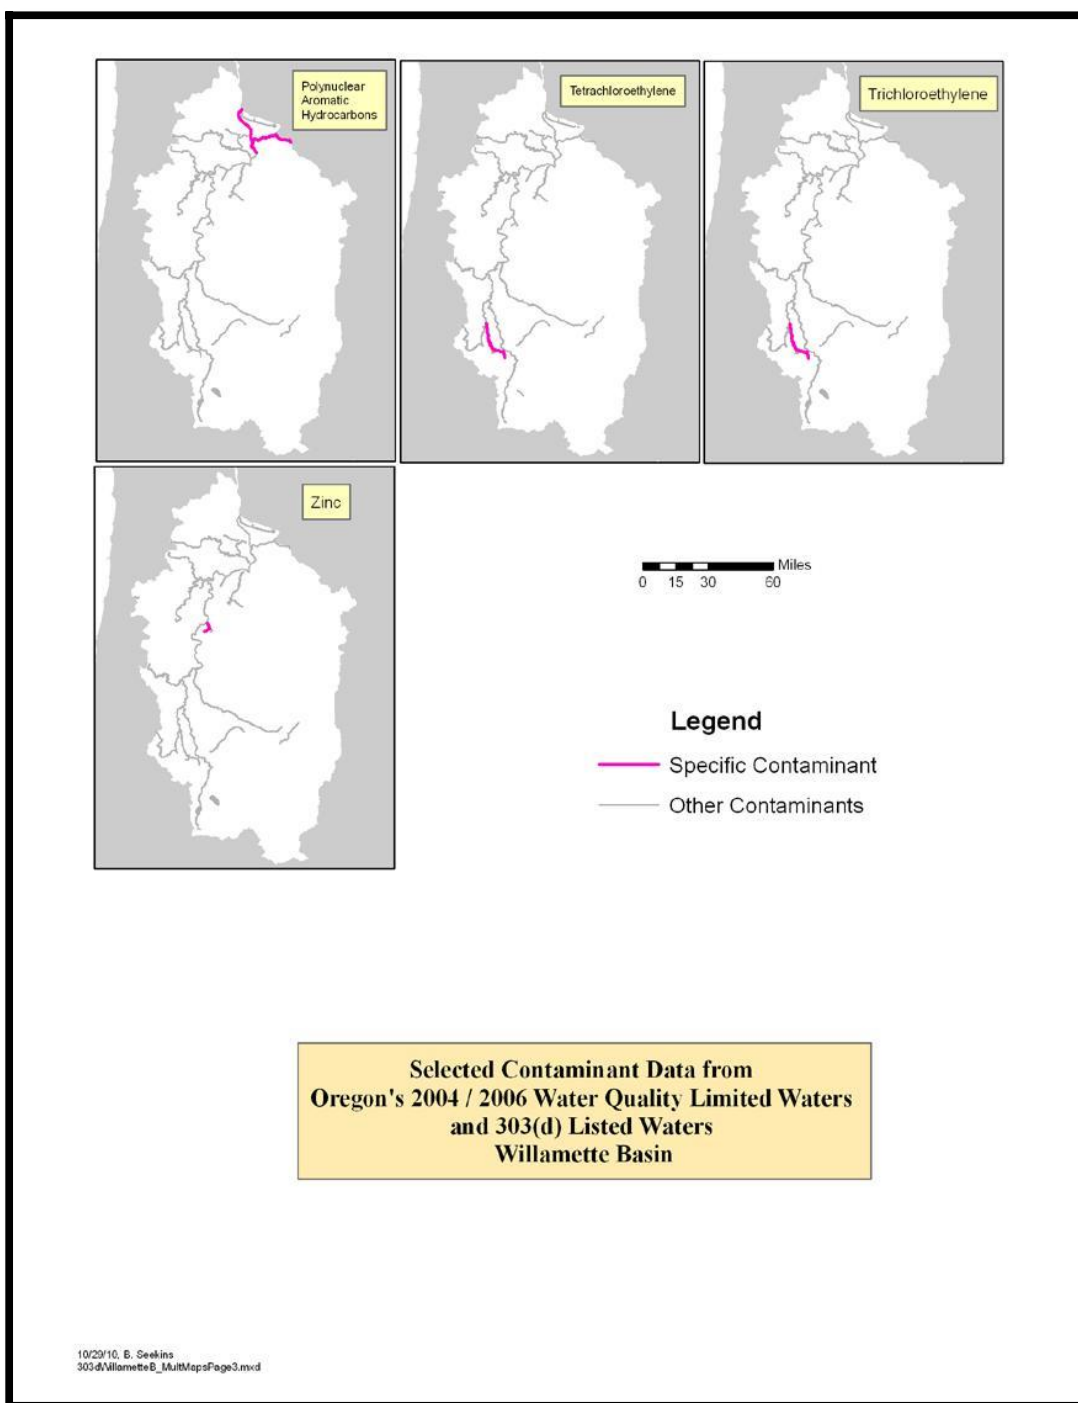 Polynuclear
Aromatic
Hydrocarbons
Tetrachloroethylene
Trichloroethylene
Zinc
Miles
0 15 30 60
Legend
Specific Contaminant
Other Contaminants
Selected Contaminant Data from
Oregon's 2004 / 2006 Water Quality Limited Waters
and 303(d) Listed Waters
Willamette Basin
10/29/10, B. Seekins
303dWillametteB_MultMapsPage3.mxd